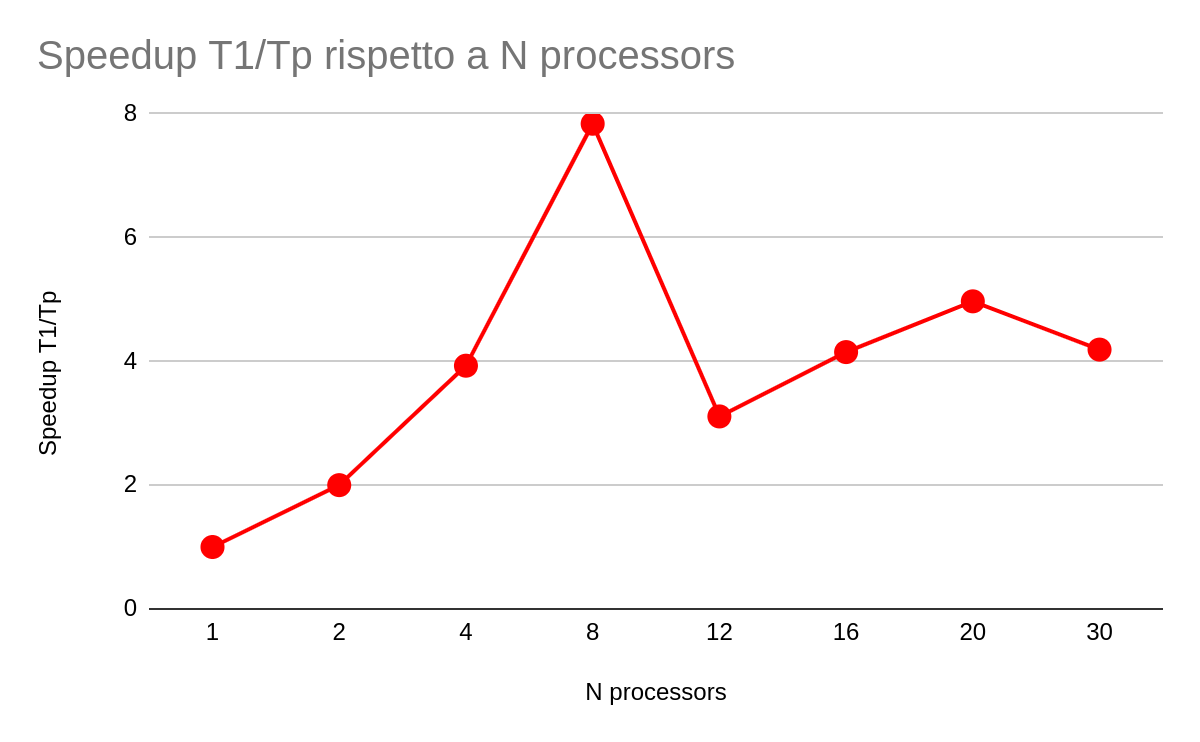 Speedup T1/Tp rispetto a N processors
8
6
4
2
0
Speedup T1/Tp
1 2 4 8 12 16 20 30
N processors